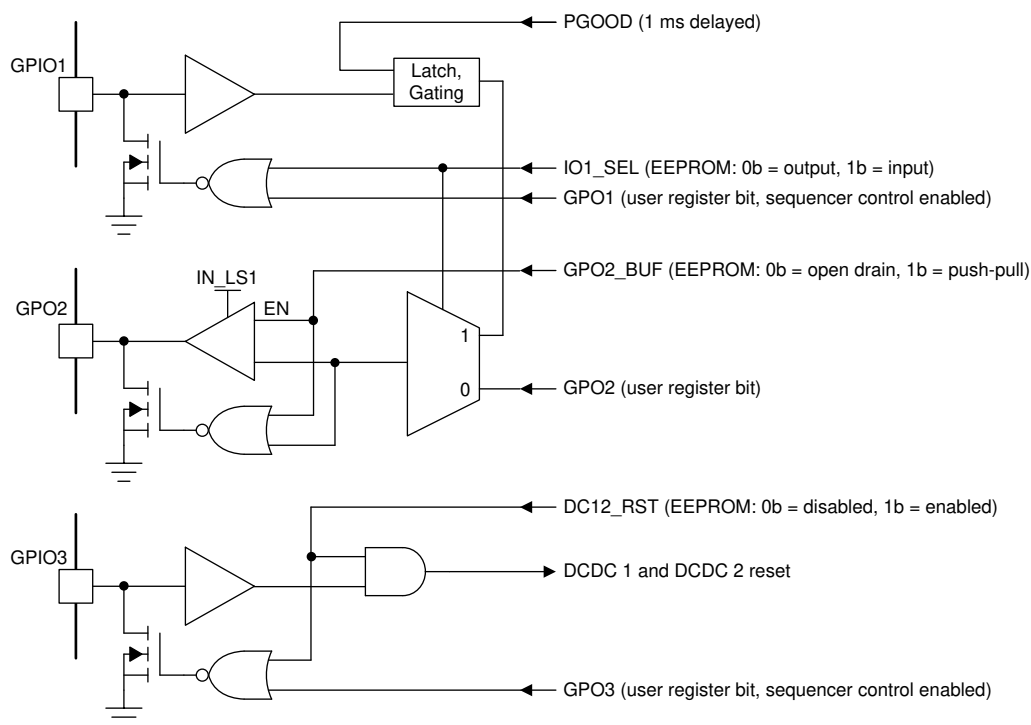 PGOOD (1 ms delayed)
GPIO1
Latch,
Gating
IO1_SEL (EEPROM: 0b = output, 1b = input)
GPO1 (user register bit, sequencer control enabled)
GPO2_BUF (EEPROM: 0b = open drain, 1b = push-pull)
IN_LS1
EN
GPO2
1
0
GPO2 (user register bit)
DC12_RST (EEPROM: 0b = disabled, 1b = enabled)
GPIO3
DCDC 1 and DCDC 2 reset
GPO3 (user register bit, sequencer control enabled)